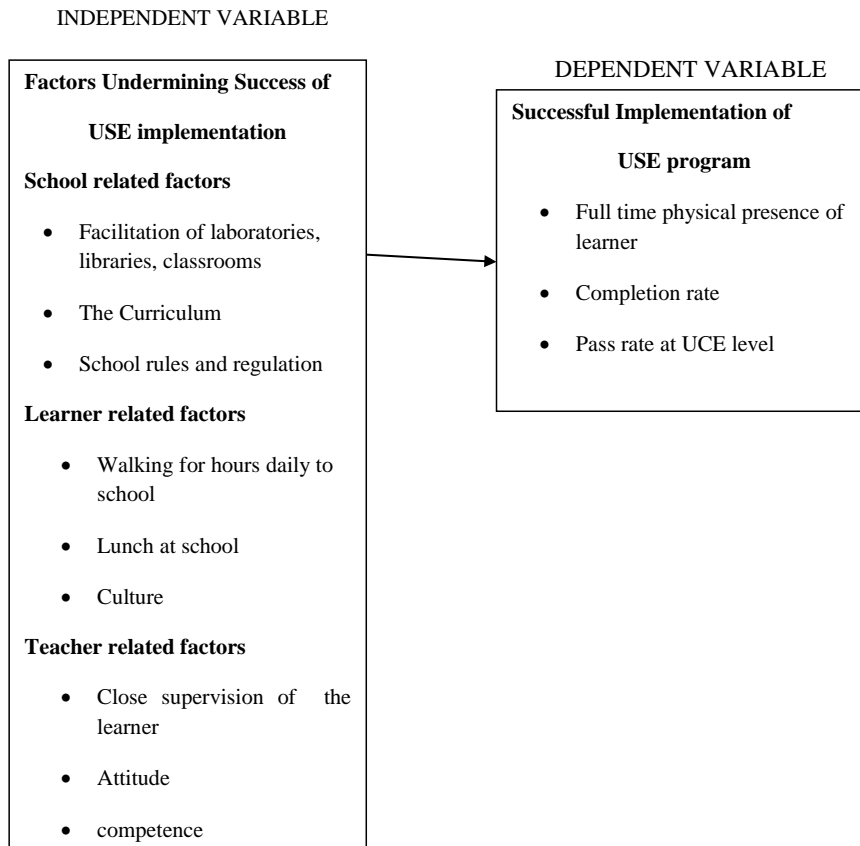 INDEPENDENT VARIABLE
Factors Undermining Success of
USE implementation
School related factors
• Facilitation of laboratories,
libraries, classrooms
• The Curriculum
• School rules and regulation
Learner related factors
• Walking for hours daily to
school
• Lunch at school
• Culture
Teacher related factors
• Close supervision of the
learner
• Attitude
• competence
DEPENDENT VARIABLE
Successful Implementation of
USE program
• Full time physical presence of
learner
• Completion rate
• Pass rate at UCE level